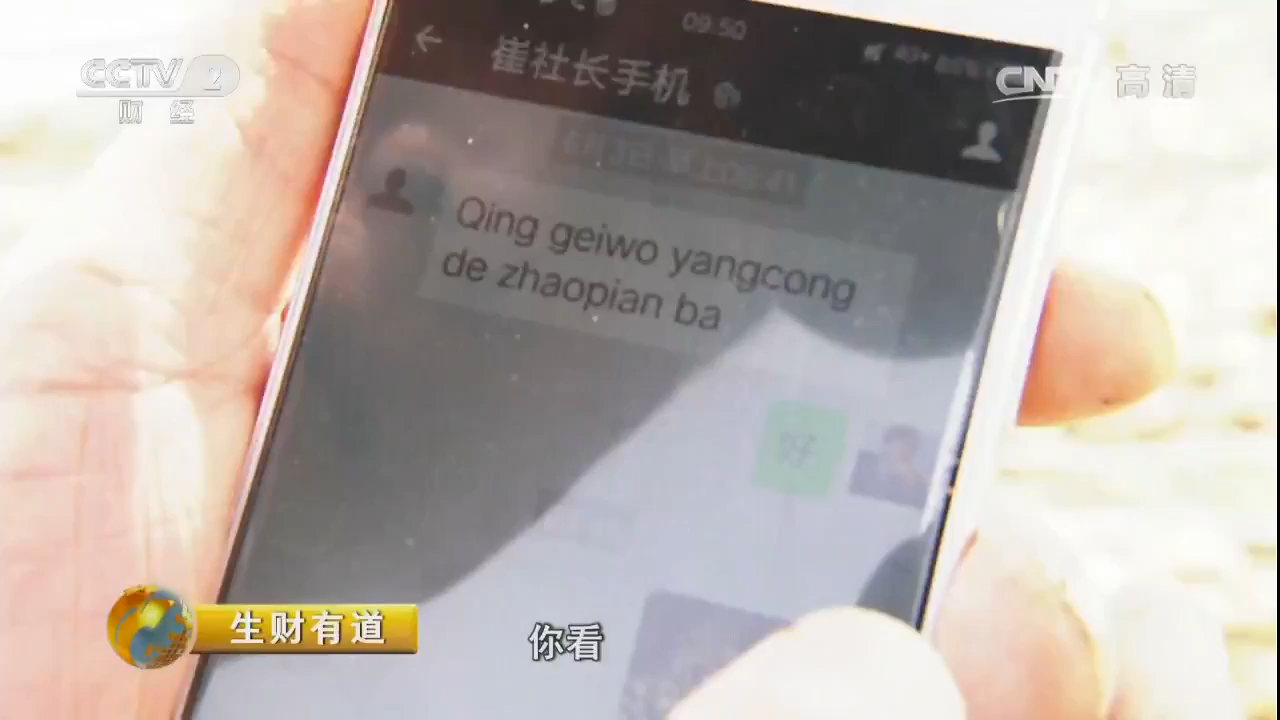 CCTV 2
财经
高清
09:50
崔社长手机
Qing geiwo yangcong
de zhaopian ba
好
生财有道
你看